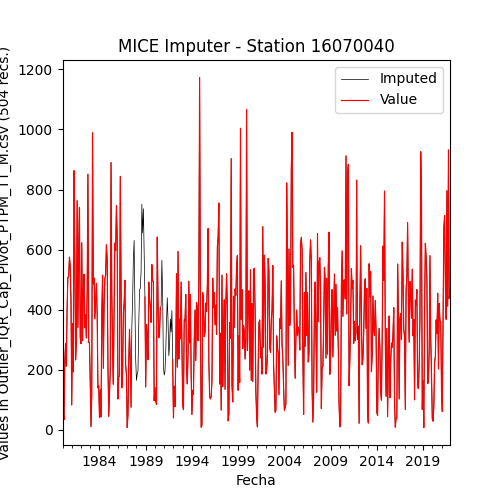 MICE Imputer - Station 16070040
Values in Outlier_IQR_Cap_Pivot_PTPM_TT_M.csv (504 recs.)
1200
1000
800
600
400
200
0
Imputed
Value
1984 1989 1994 1999 2004 2009 2014 2019
Fecha